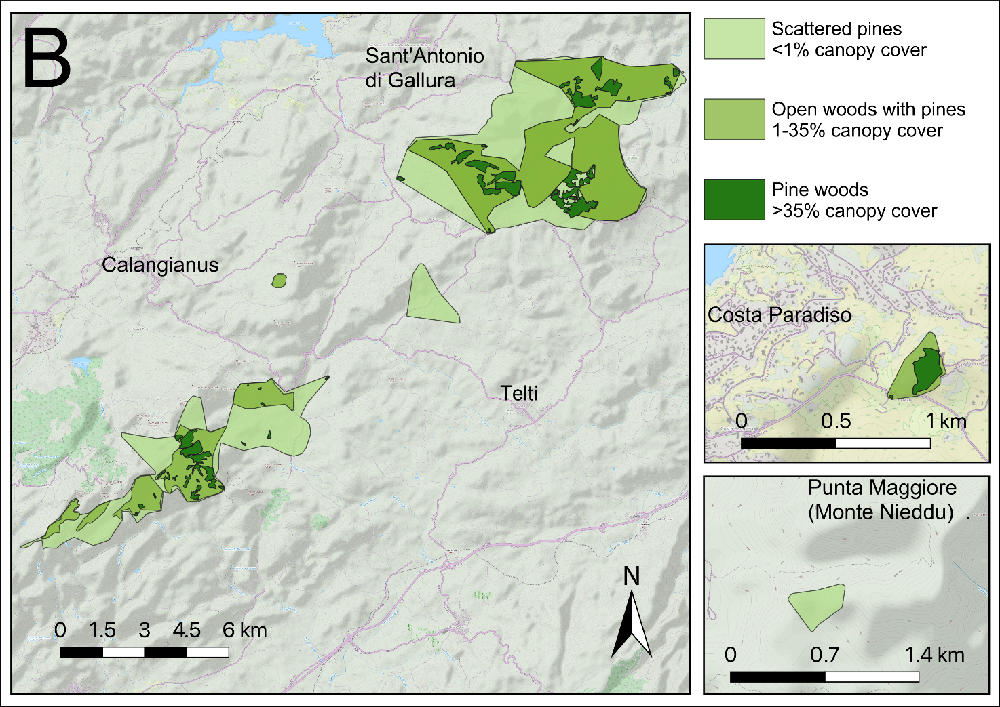 B
Sant'Antonio
di Gallura
Calangianus
Telti
N
0 1.5 3 4.5 6 km
Scattered pines
<1% canopy cover
Open woods with pines
1-35% canopy cover
Pine woods
>35% canopy cover
Costa Paradiso
Costa Paradiso
0 0.5 1 km
Punta Maggiore
(Monte Nieddu) .
0 0.7 1.4 km